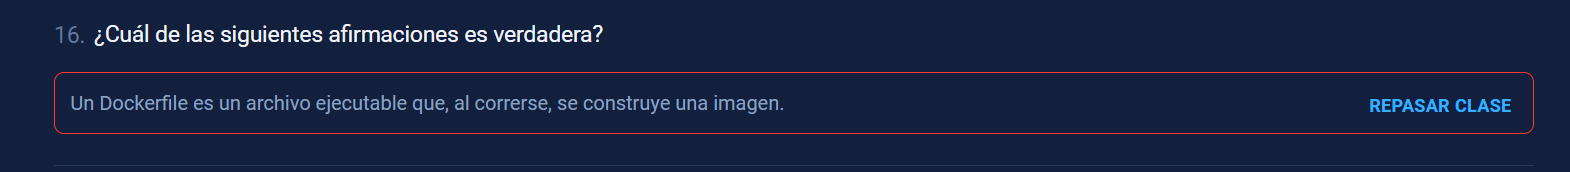 16. ¿Cuál de las siguientes afirmaciones es verdadera?
Un Dockerfile es un archivo ejecutable que, al correrse, se construye una imagen.
REPASAR CLASE